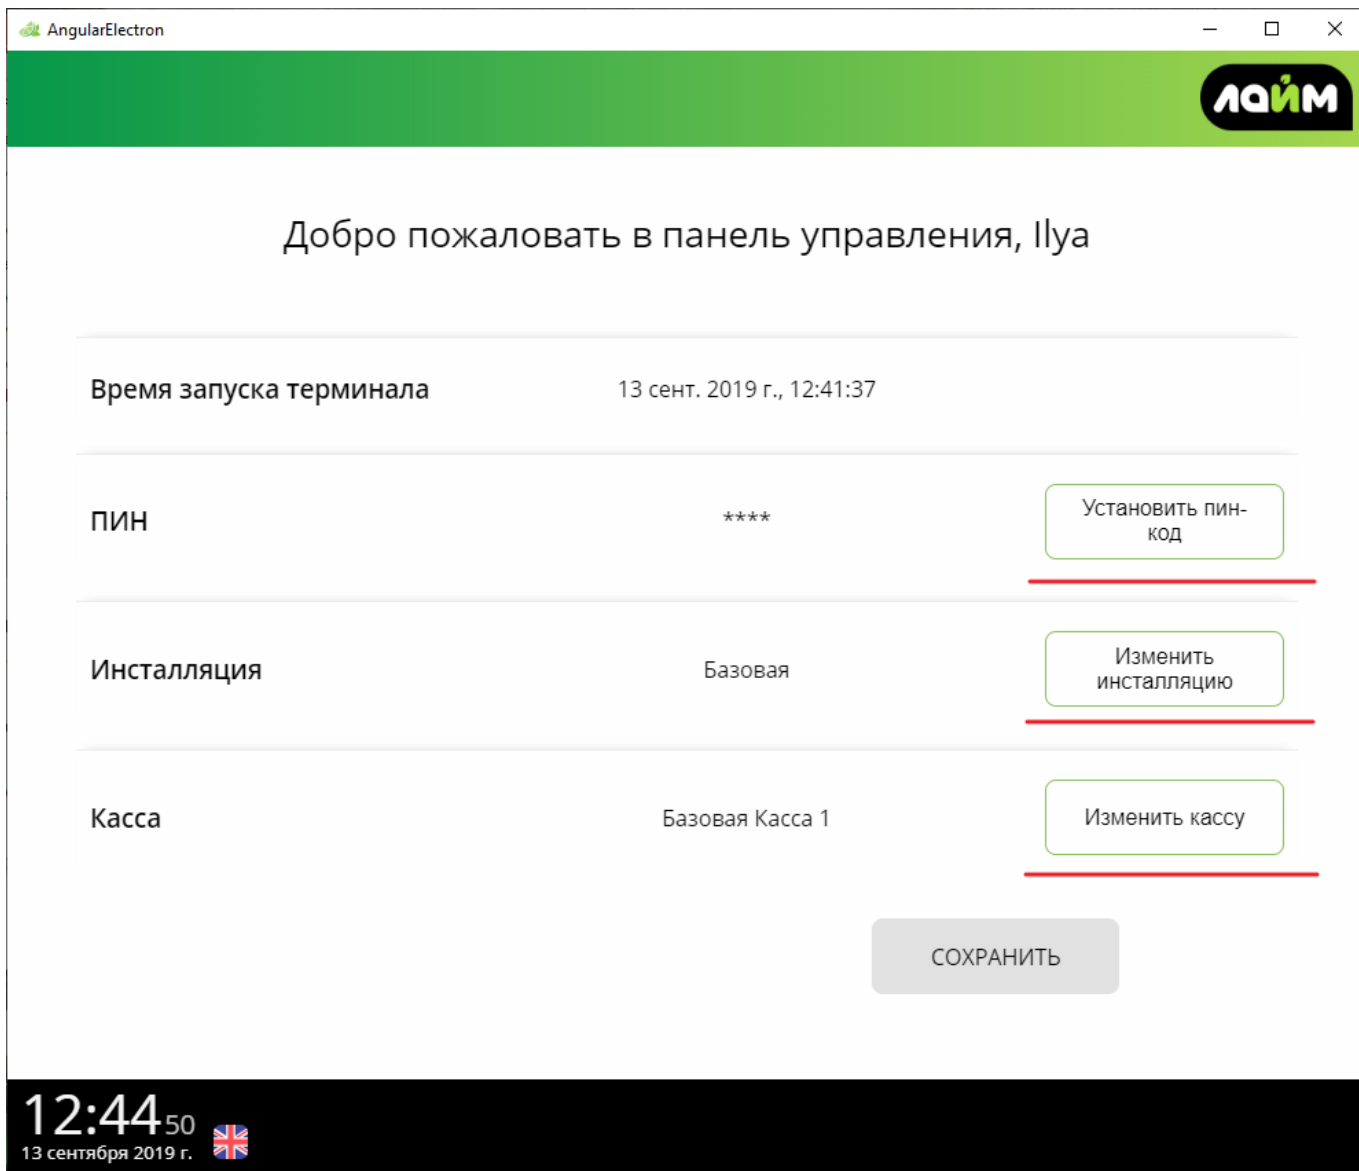 AngularElectron
лайм
Добро пожаловать в панель управления, Ilya
Время запуска терминала
13 сент. 2019 г., 12:41:37
ПИН
****
Установить пин-
код
Инсталляция
Базовая
Изменить
инсталляцию
Касса
Базовая Касса 1
Изменить кассу
СОХРАНИТЬ
12:44 50
13 сентября 2019 г.